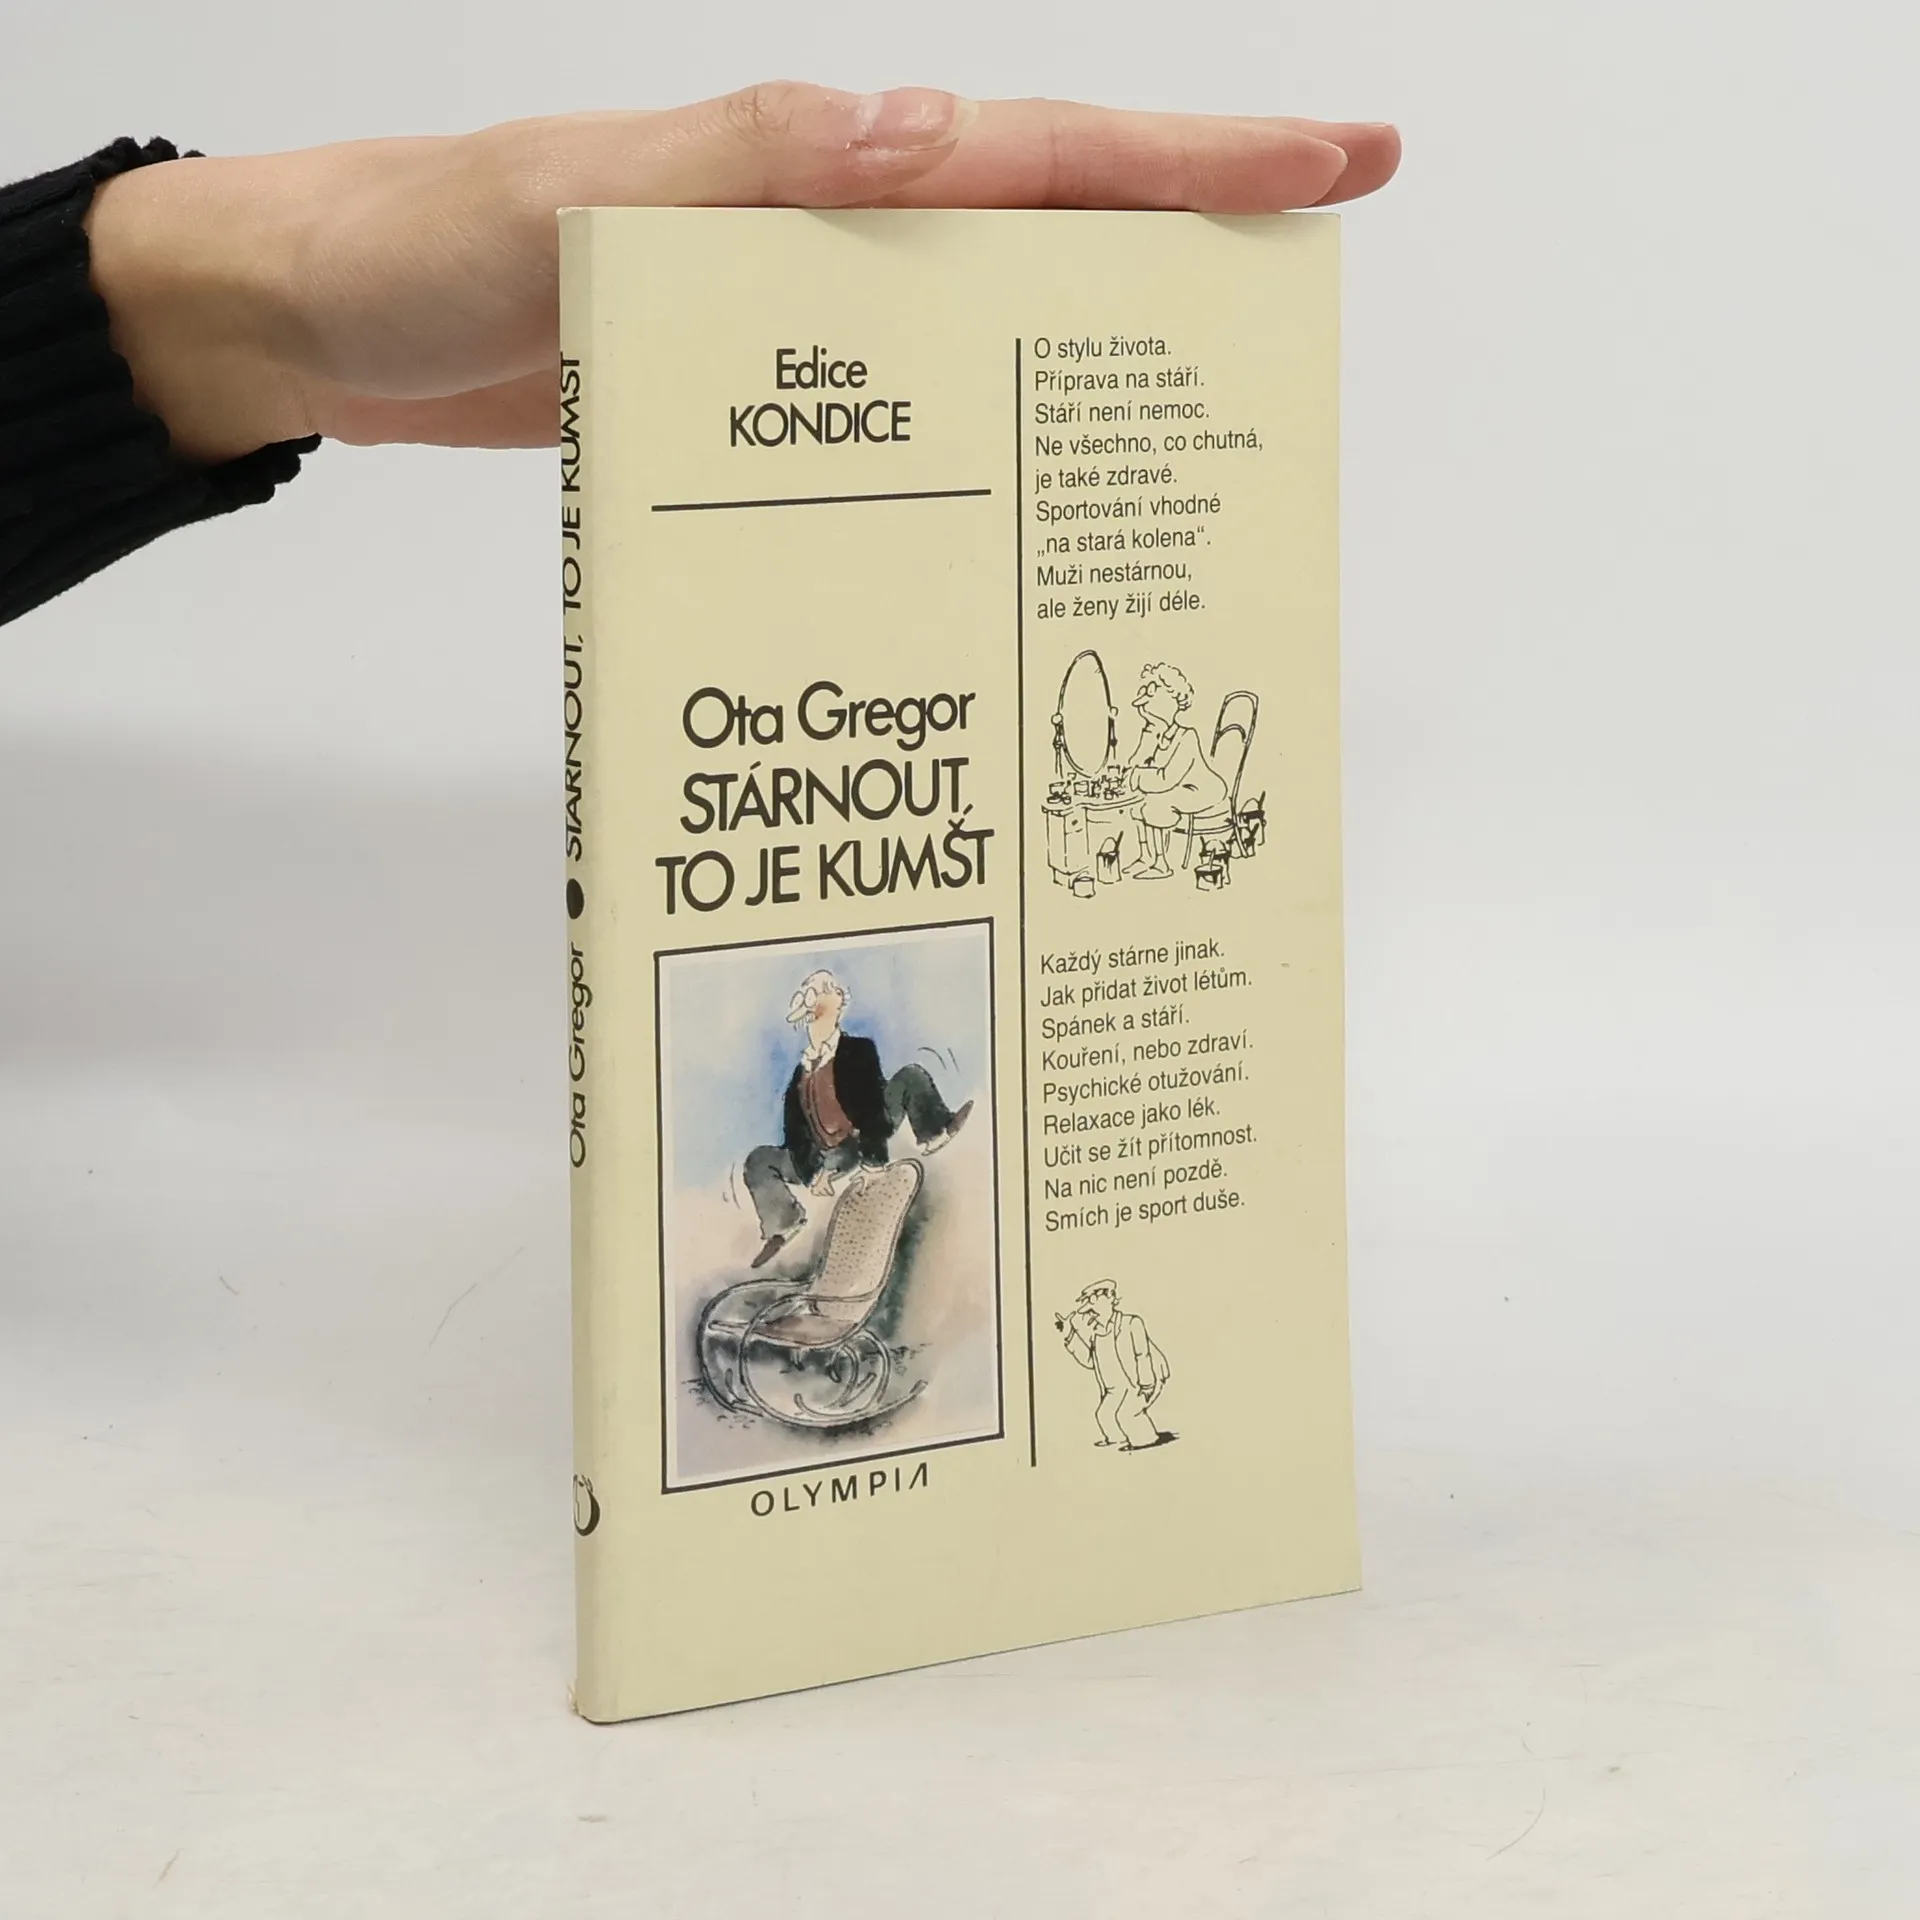 Edice
KONDICE
Ota Gregor
STÁRNOUT,
TO JE KUMŠT
OLYMPIA
O stylu života.
Příprava na stáří.
Stáří není nemoc.
Ne všechno, co chutná,
je také zdravé.
Sportování vhodné
„na stará kolena“.
Muži nestárnou,
ale ženy žijí déle.
Každý stárne jinak.
Jak přidat život létům.
Spánek a stáří.
Kouření, nebo zdraví.
Psychické otužování.
Relaxace jako lék.
Učit se žít přítomnost.
Na nic není pozdě.
Smích je sport duše.
Ota Gregor ● STÁRNOUT, TO JE KUMŠT